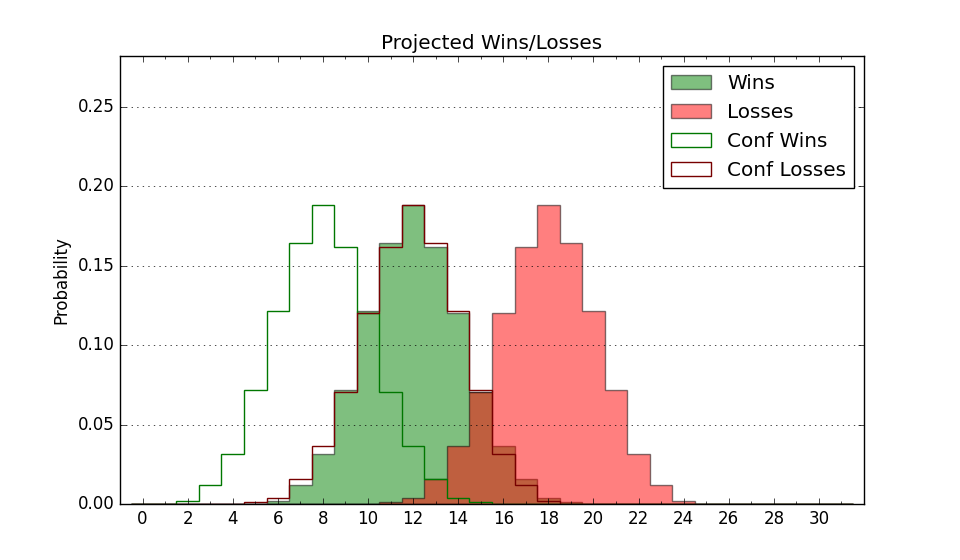 Projected Wins/Losses
Wins
Losses
Conf Wins
Conf Losses
Probability
0.25
0.20
0.15
0.10
0.05
0.00
0 2 4 6 8 10 12 14 16 18 20 22 24 26 28 30